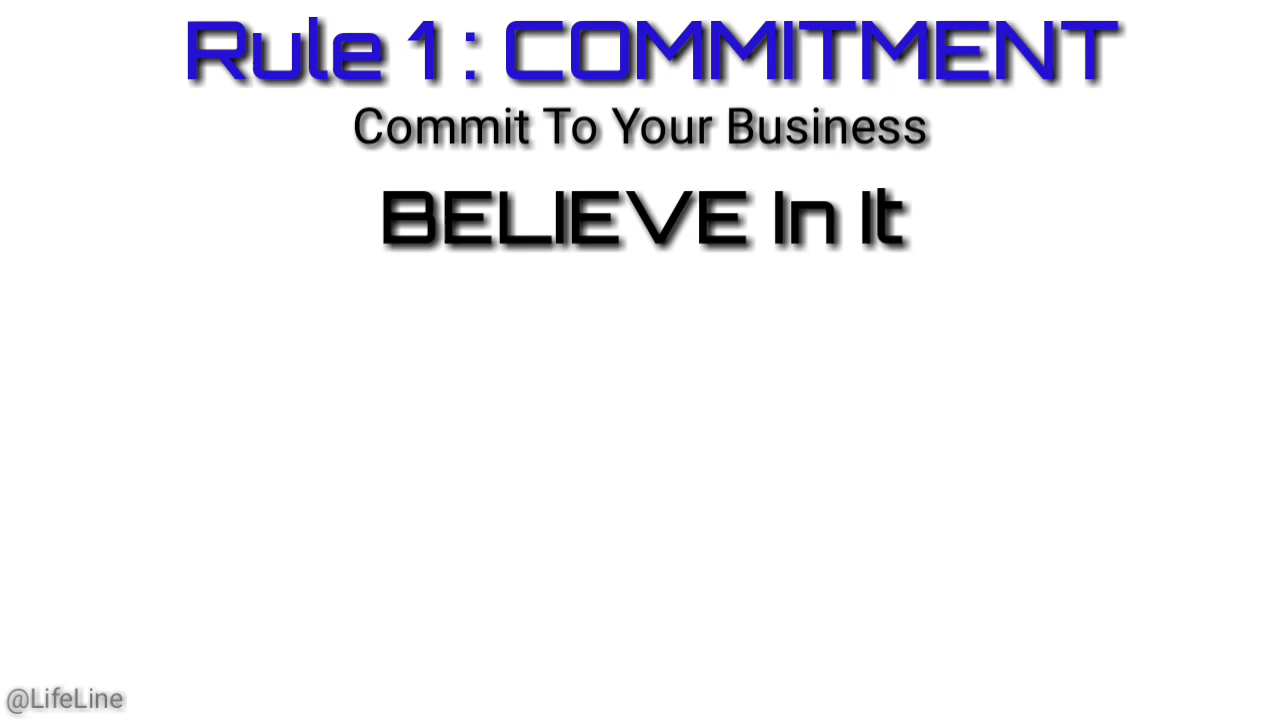 Rule 1 : COMMITMENT
Commit To Your Business
BELIEVE In It
@LifeLine